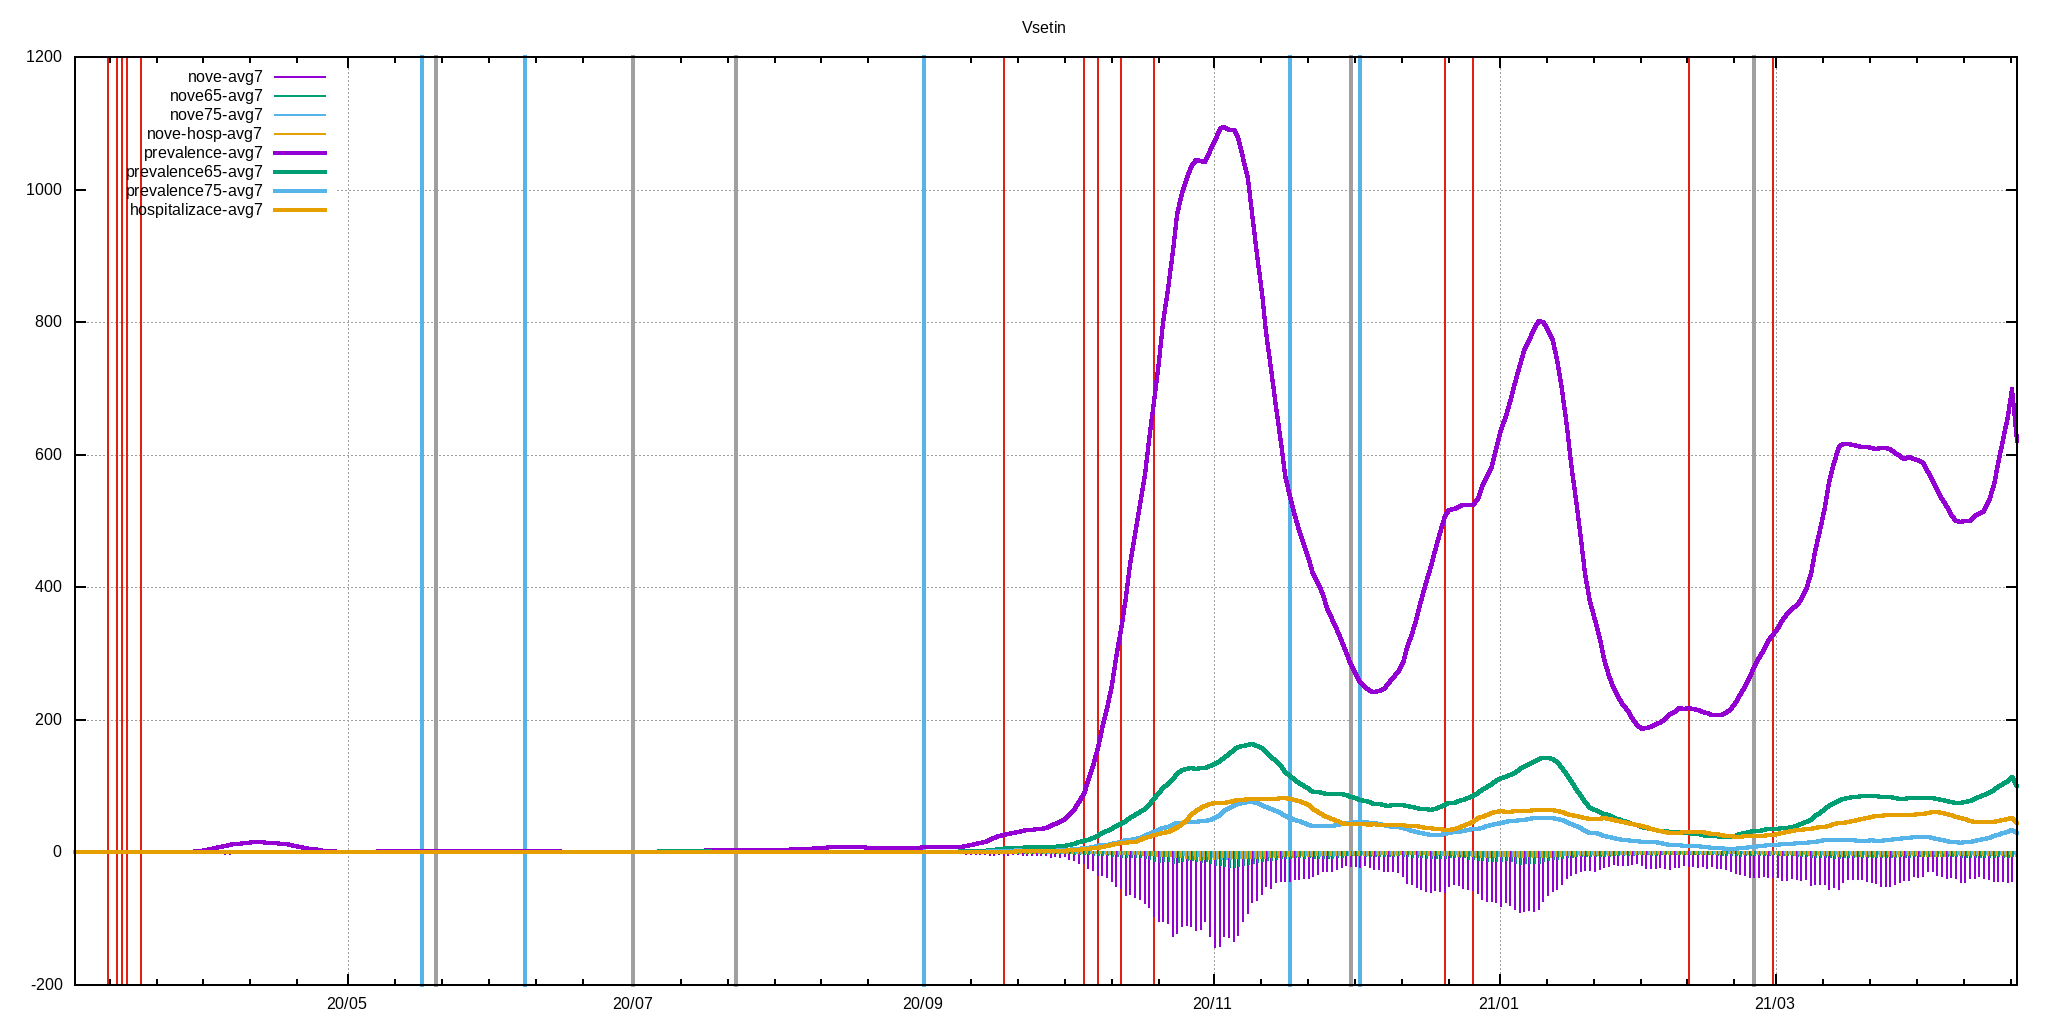 Vsetin
1200
1000
800
600
400
200
0
-200
nove-avg7
nove65-avg7
nove75-avg7
nove-hosp-avg7
prevalence-avg7
prevalence65-avg7
prevalence75-avg7
hospitalizace-avg7
20/05 20/07 20/09 20/11 21/01 21/03